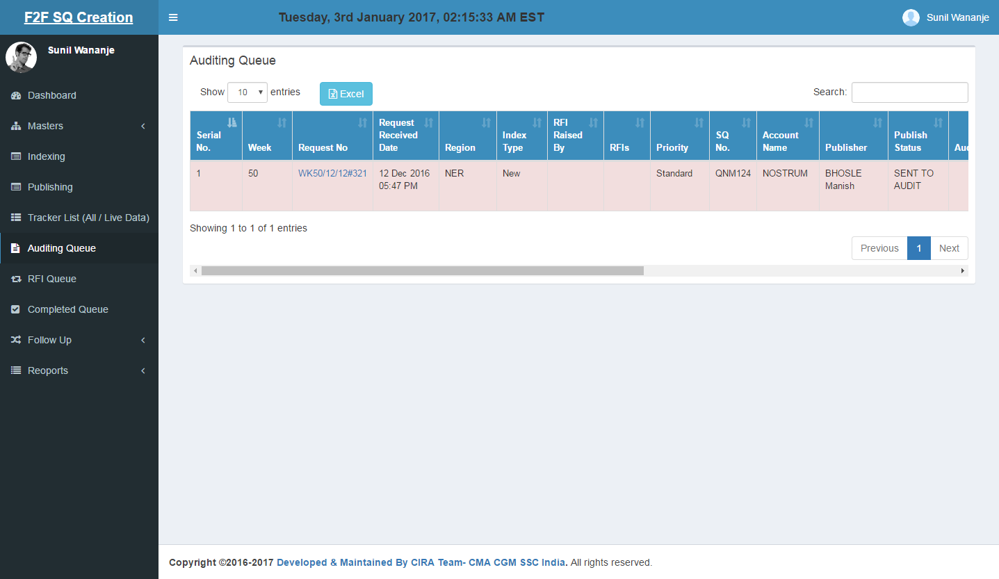 F2F SQ Creation
Tuesday, 3rd January 2017, 02:15:33 AM EST
Sunil Wananje
Sunil Wananje
Dashboard
Masters
Indexing
Publishing
Tracker List (All / Live Data)
Auditing Queue
RFI Queue
Completed Queue
Follow Up
Reoports
Auditing Queue
Show 10 entries
Excel
Search:
Serial No.
Week
Request No
Request Received Date
Region
Index Type
RFI Raised By
RFIs
Priority
SQ No.
Account Name
Publisher
Publish Status
Aud
1
50
WK50/12/12#321
12 Dec 2016 05:47 PM
NER
New
Standard
QNM124
NOSTRUM
BHOSLE Manish
SENT TO AUDIT
Showing 1 to 1 of 1 entries
Previous 1 Next
Copyright ©2016-2017 Developed & Maintained By CIRA Team- CMA CGM SSC India. All rights reserved.